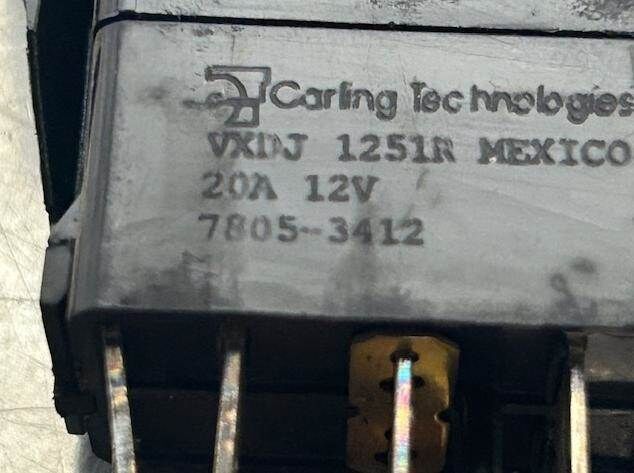 Carling Technologies
VXDJ 1251R MEXICO
20A 12V
7805-3412